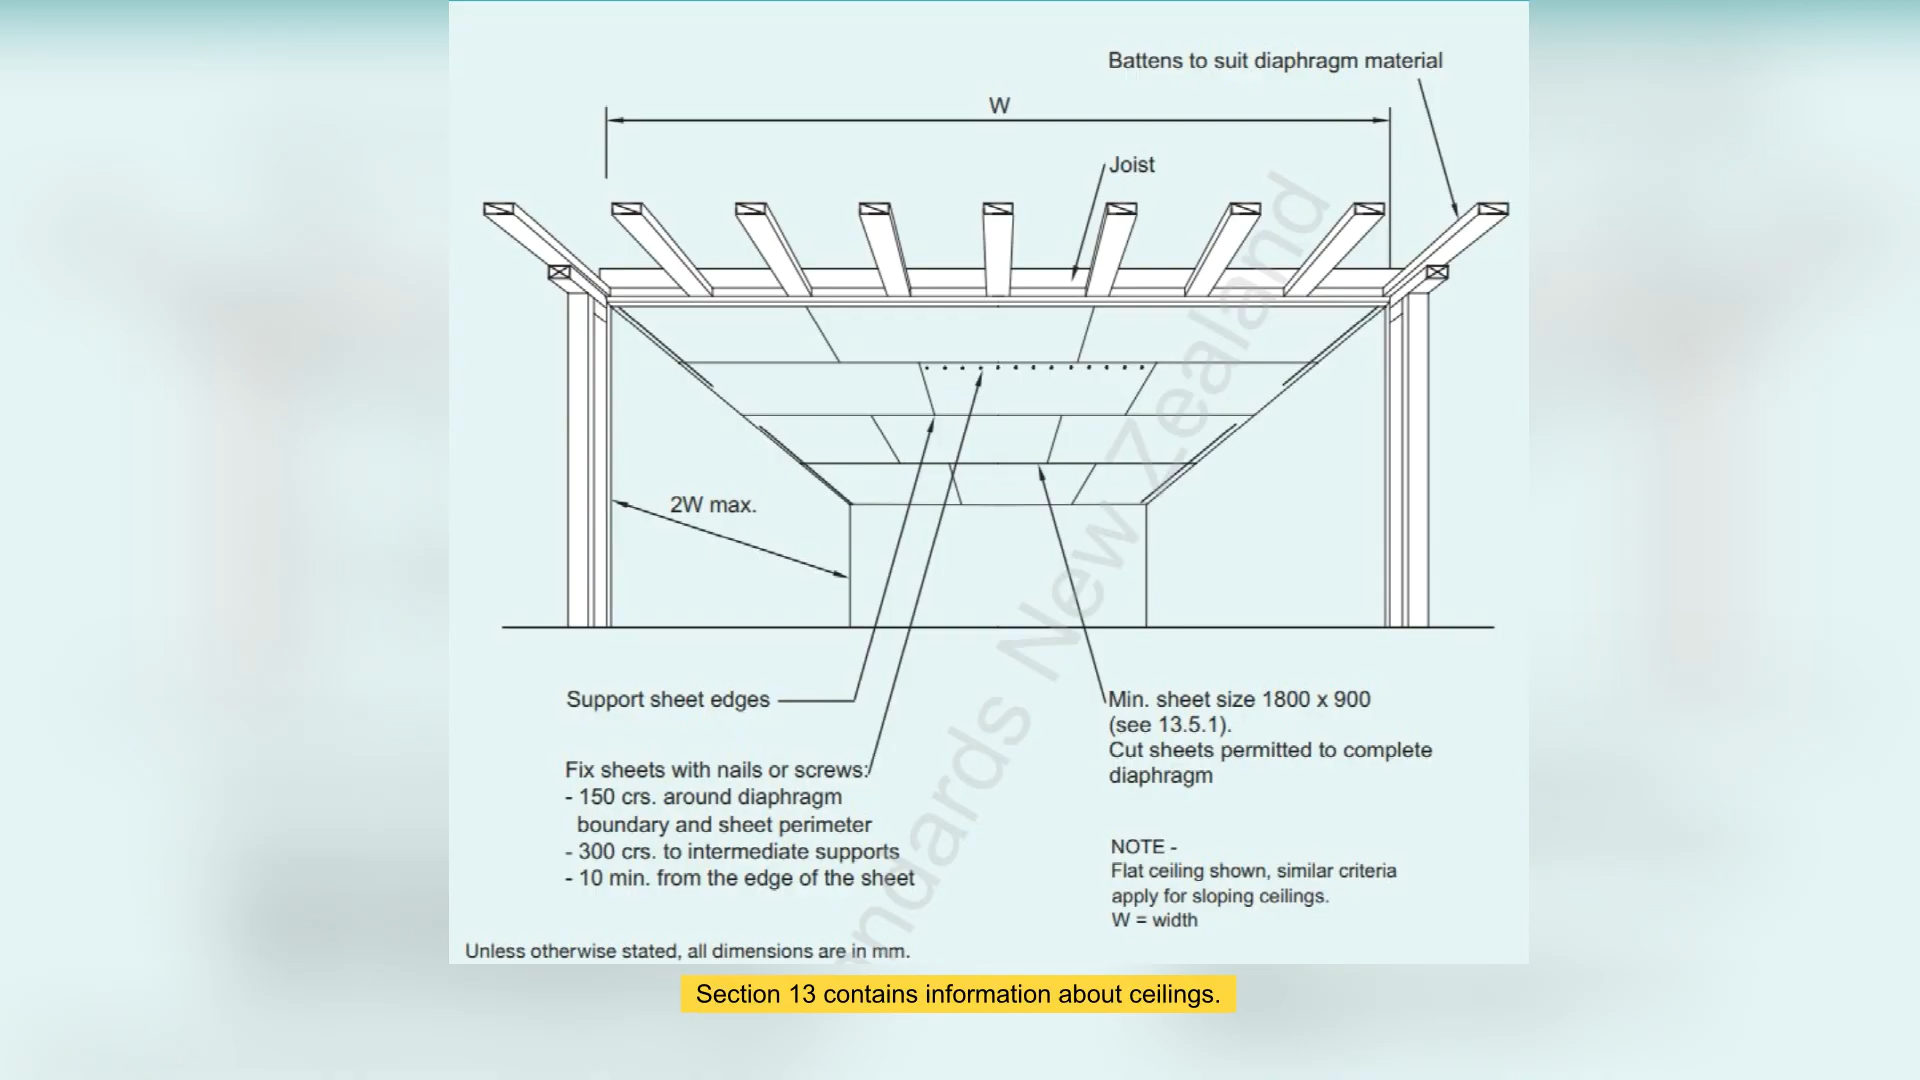 Battens to suit diaphragm material
W
Joist
2W max.
Support sheet edges
Fix sheets with nails or screws:
- 150 crs. around diaphragm
boundary and sheet perimeter
- 300 crs. to intermediate supports
- 10 min. from the edge of the sheet
Min. sheet size 1800 x 900
(see 13.5.1).
Cut sheets permitted to complete
diaphragm
NOTE -
Flat ceiling shown, similar criteria
apply for sloping ceilings.
W = width
Unless otherwise stated, all dimensions are in mm.
ndards New Zealand
Section 13 contains information about ceilings.